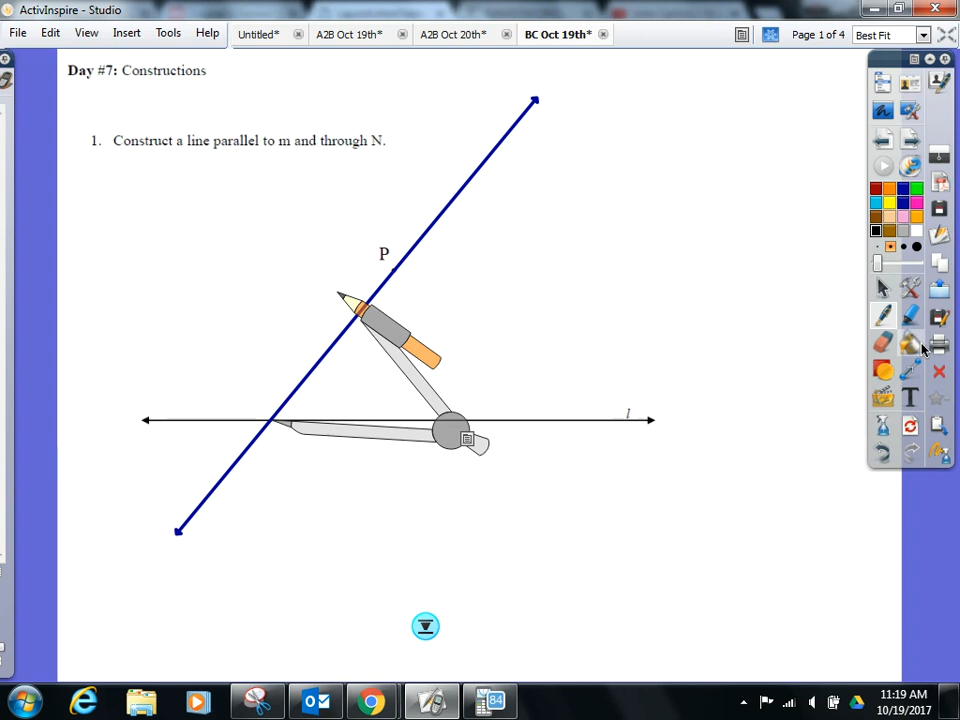 ActivInspire - Studio
File Edit View Insert Tools Help
Untitled* A2B Oct 19th* A2B Oct 20th* BC Oct 19th*
Page 1 of 4 Best Fit
Day #7: Constructions
1. Construct a line parallel to m and through N.
P
l
T
84
11:19 AM
10/19/2017